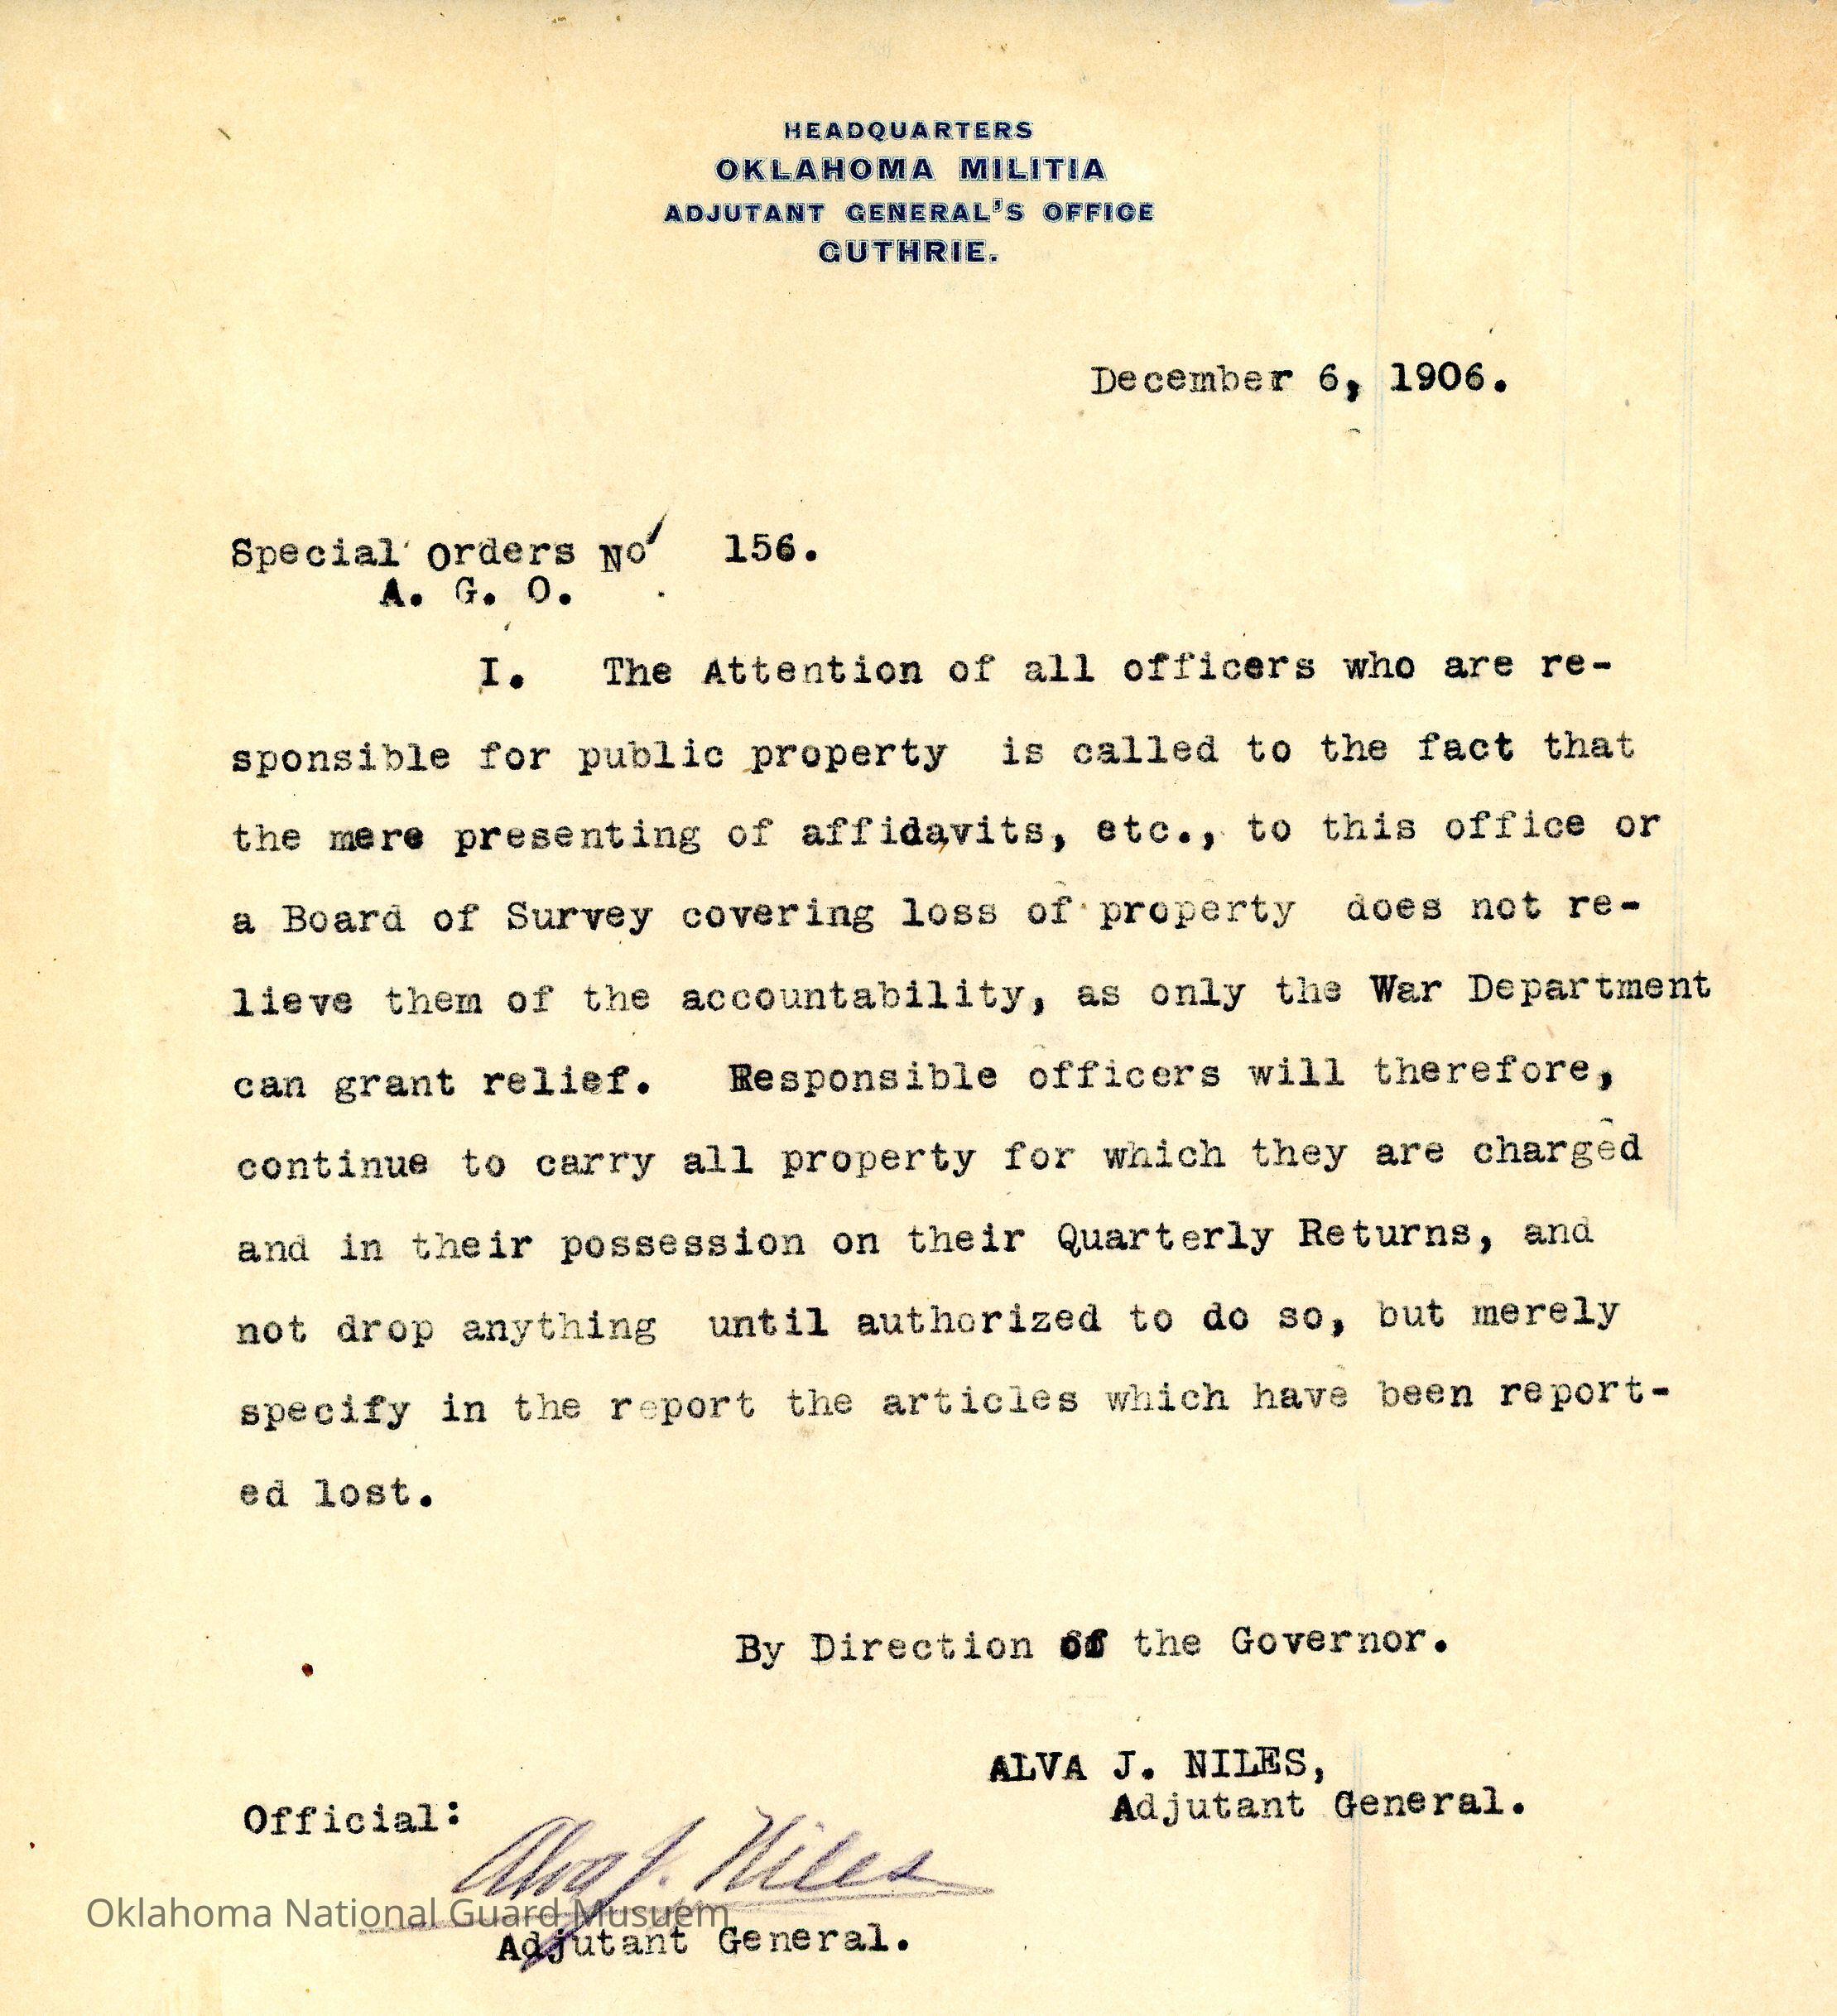 HEADQUARTERS
OKLAHOMA MILITIA
ADJUTANT GENERAL'S OFFICE
GUTHRIE.
December 6, 1906.
Special Orders No 156.
A. G. O.
I. The Attention of all officers who are re-
sponsible for public property is called to the fact that
the mere presenting of affidavits, etc., to this office or
a Board of Survey covering loss of property does not re-
lieve them of the accountability, as only the War Department
can grant relief. Responsible officers will therefore,
continue to carry all property for which they are charged
and in their possession on their Quarterly Returns, and
not drop anything until authorized to do so, but merely
specify in the report the articles which have been report-
ed lost.
By Direction of the Governor.
ALVA J. NILES,
Adjutant General.
Official:
Alva J. Niles
Oklahoma National Guard Musuem
Adjutant General.